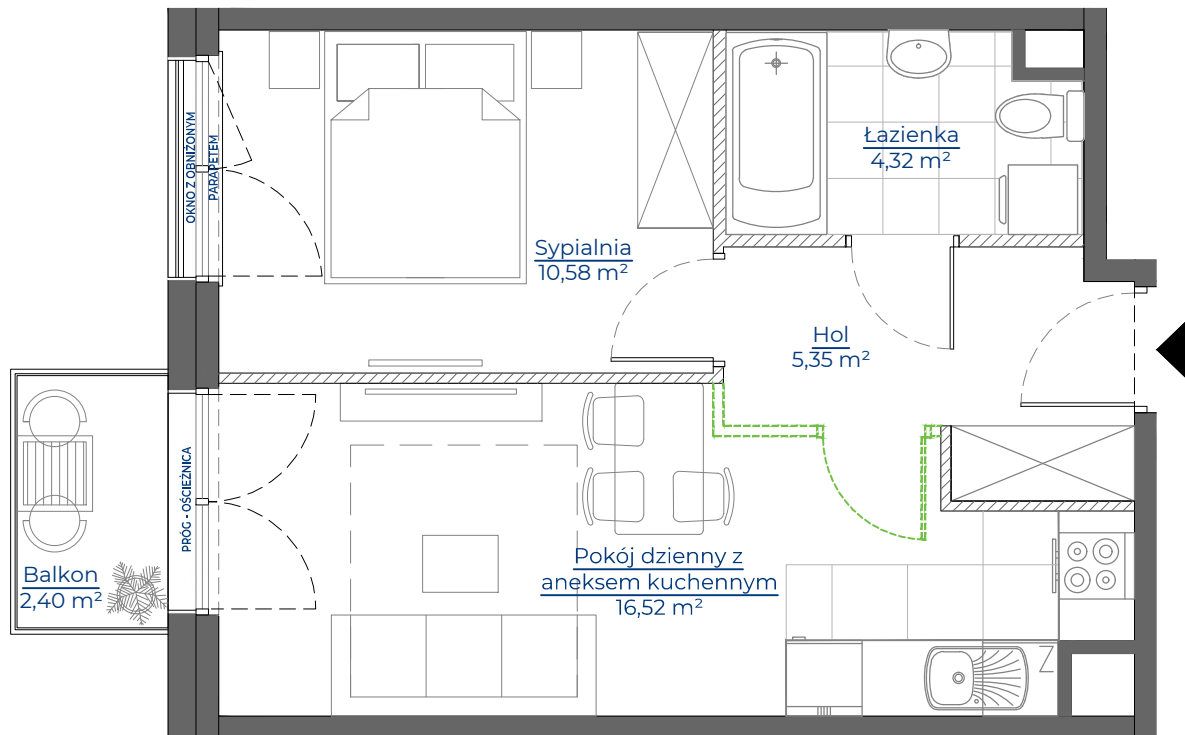 OKNO Z OBNIŻONYM
PARAPETEM
Łazienka
4,32 m²
Sypialnia
10,58 m²
Hol
5,35 m²
PRÓG - OŚCIEŻNICA
Balkon
2,40 m²
Pokój dzienny z
aneksem kuchennym
16,52 m²
Z